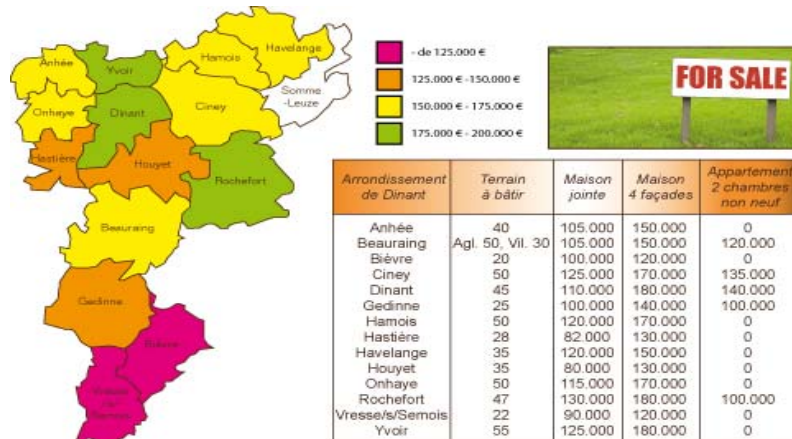 Anhée
Yvoir
Hamois
Havelange
Onhaye
Dinant
Ciney
Somme
-Leuze
Hastière
Houyet
Rochefort
Beauraing
Gedinne
Bièvre
- de 125.000 €
125.000 € -150.000 €
150.000 € - 175.000 €
175.000 € - 200.000 €
FOR SALE
Arrondissement de Dinant Terrain à bâtir Maison jointe Maison 4 façades Appartement 2 chambres non neuf
Anhée 40 105.000 150.000 0
Beauraing Agl. 50, Vil. 30 105.000 150.000 120.000
Bièvre 20 100.000 120.000 0
Ciney 50 125.000 170.000 135.000
Dinant 45 110.000 180.000 140.000
Gedinne 25 100.000 140.000 100.000
Hamois 50 120.000 170.000 0
Hastière 28 82.000 130.000 0
Havelange 35 120.000 150.000 0
Houyet 35 80.000 130.000 0
Onhaye 50 115.000 170.000 0
Rochefort 47 130.000 180.000 100.000
Vresse/s/Semois 22 90.000 120.000 0
Yvoir 55 125.000 180.000 0